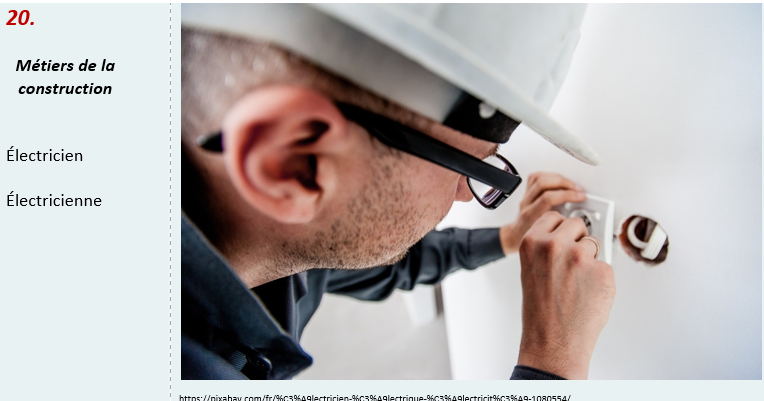 20.
Métiers de la
construction
Électricien
Électricienne
https://pixabay.com/fr/%C3%A9lectricien-%C3%A9lectrique-%C3%A9lectricit%C3%A9-1080554/